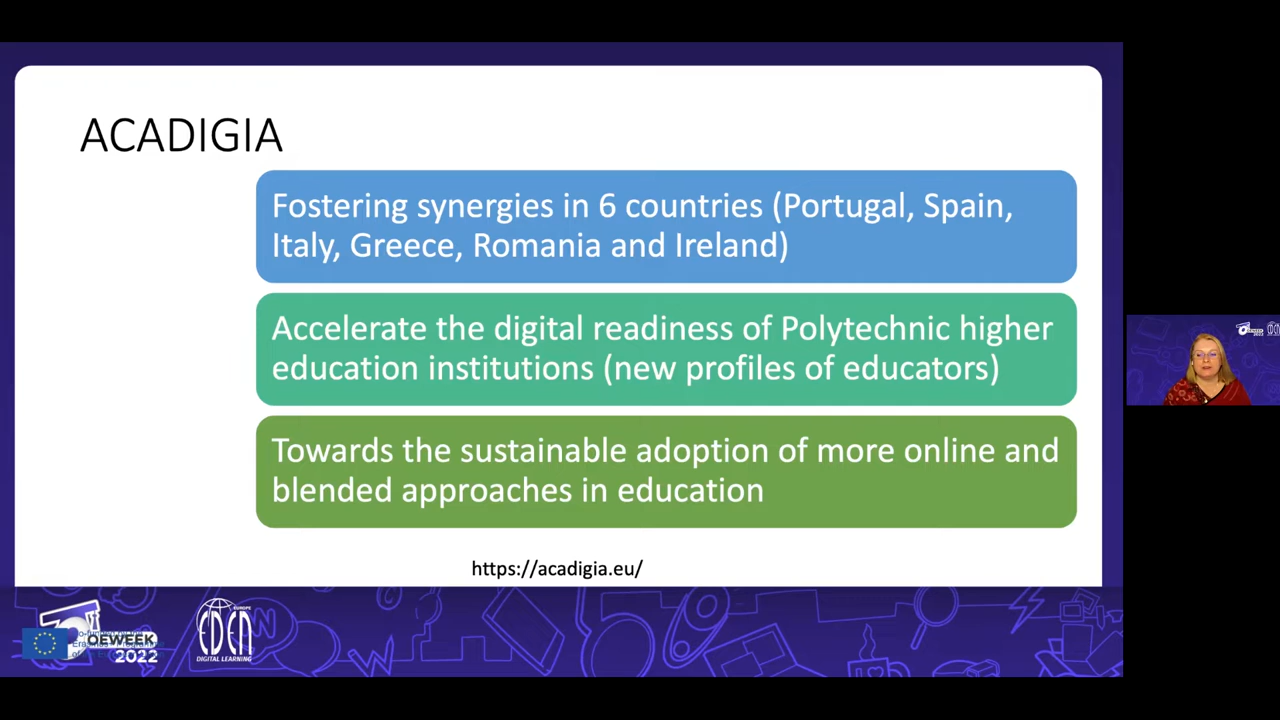 ACADIGIA
Fostering synergies in 6 countries (Portugal, Spain,
Italy, Greece, Romania and Ireland)
Accelerate the digital readiness of Polytechnic higher
education institutions (new profiles of educators)
Towards the sustainable adoption of more online and
blended approaches in education
https://acadigia.eu/
OEWEEK
2022
EUROPE
EDEN
DIGITAL LEARNING